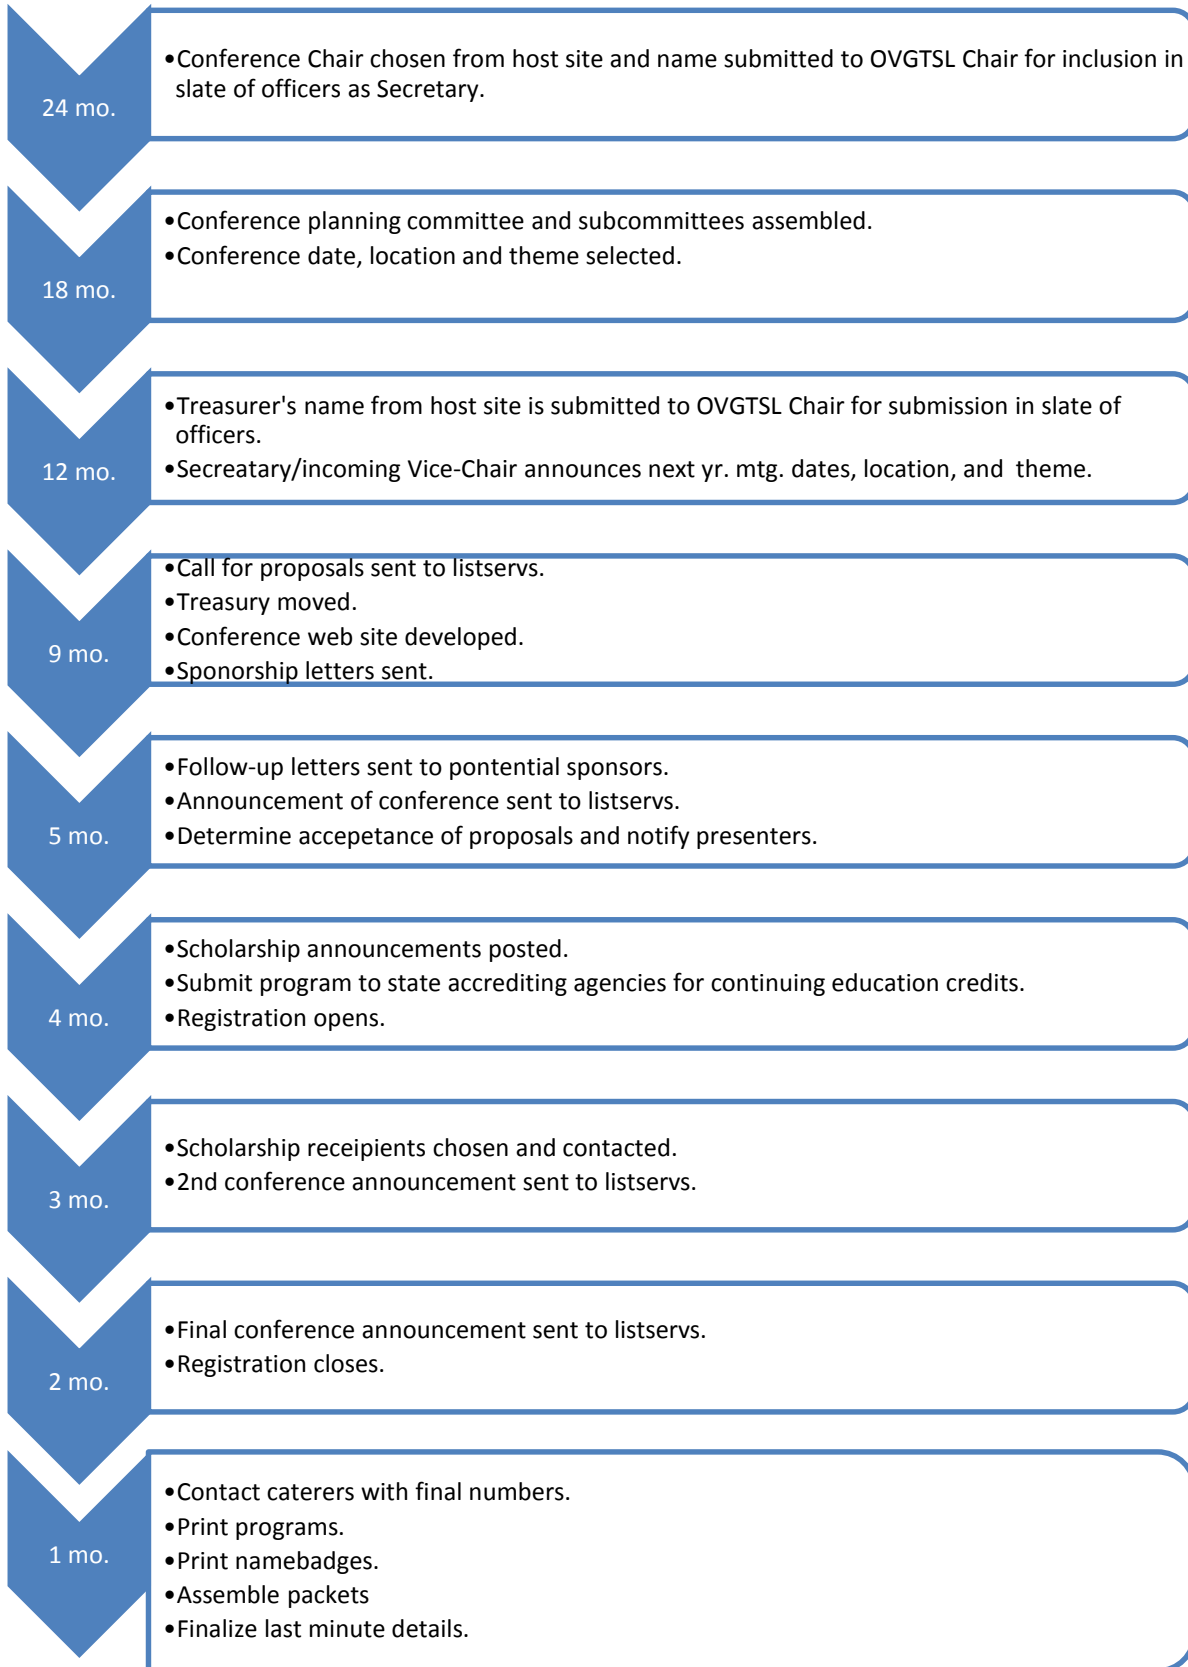 24 mo.
•Conference Chair chosen from host site and name submitted to OVGTSL Chair for inclusion in
slate of officers as Secretary.
18 mo.
•Conference planning committee and subcommittees assembled.
•Conference date, location and theme selected.
12 mo.
•Treasurer's name from host site is submitted to OVGTSL Chair for submission in slate of
officers.
•Secreatary/incoming Vice-Chair announces next yr. mtg. dates, location, and  theme.
9 mo.
•Call for proposals sent to listservs.
•Treasury moved.
•Conference web site developed.
•Sponorship letters sent.
5 mo.
•Follow-up letters sent to pontential sponsors.
•Announcement of conference sent to listservs.
•Determine accepetance of proposals and notify presenters.
4 mo.
•Scholarship announcements posted.
•Submit program to state accrediting agencies for continuing education credits.
•Registration opens.
3 mo.
•Scholarship receipients chosen and contacted.
•2nd conference announcement sent to listservs.
2 mo.
•Final conference announcement sent to listservs.
•Registration closes.
1 mo.
•Contact caterers with final numbers.
•Print programs.
•Print namebadges.
•Assemble packets
•Finalize last minute details.